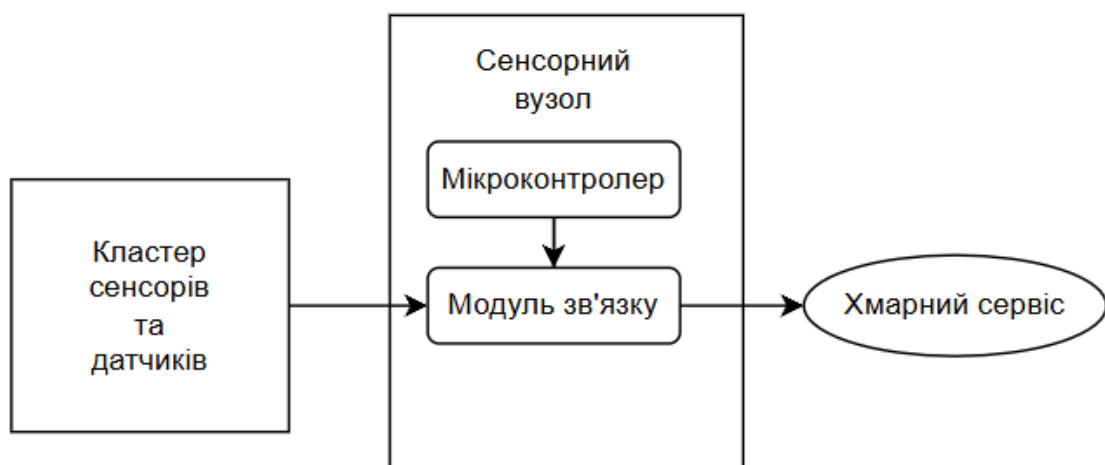 Сенсорний
вузол
Мікроконтролер
Кластер
сенсорів
та
датчиків
Модуль зв'язку
Хмарний сервіс